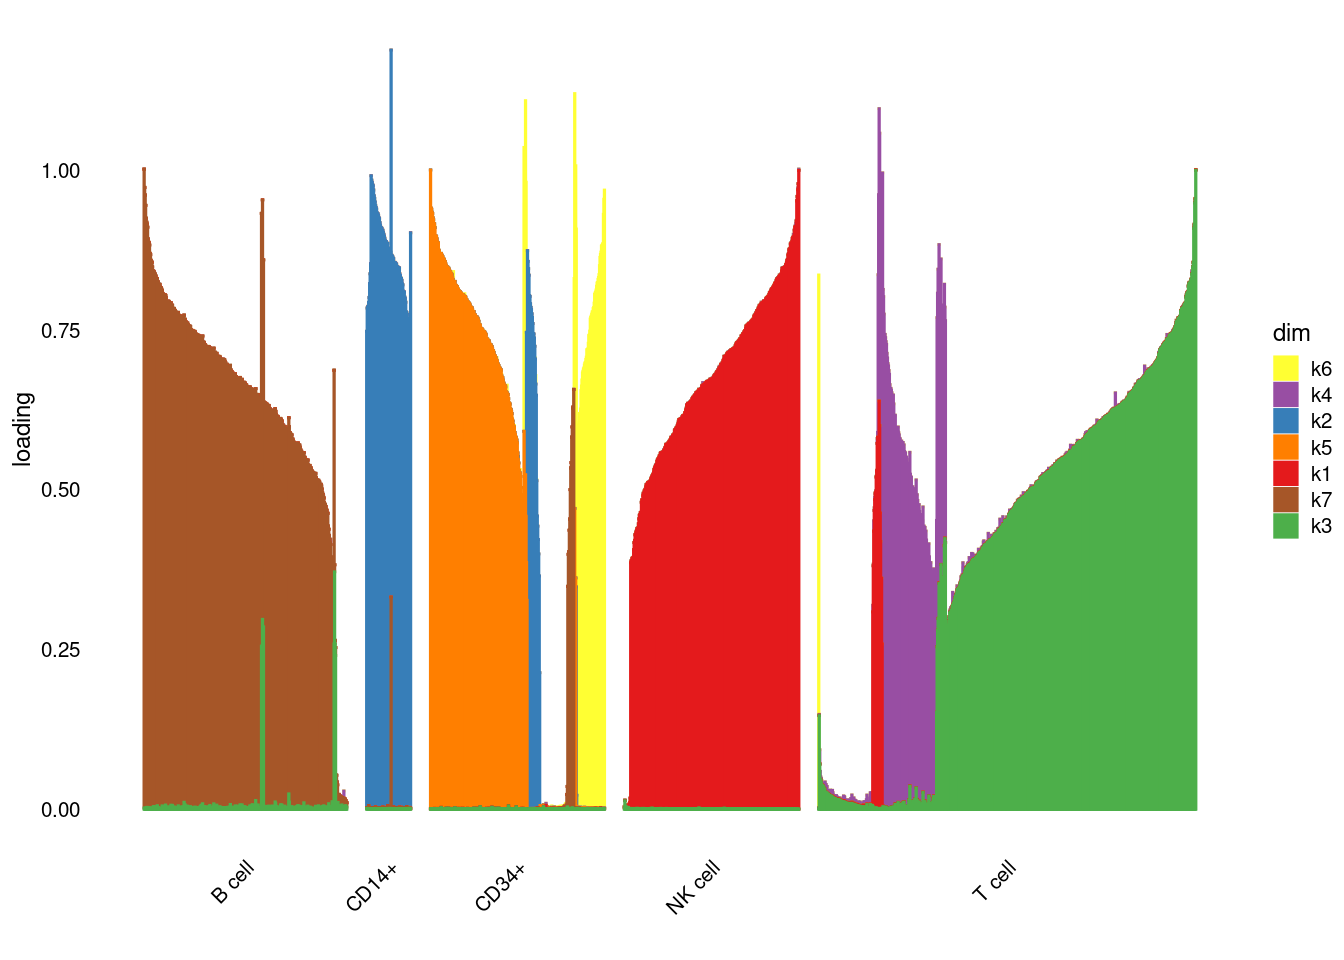 1.00
0.75
0.50
0.25
0.00
loading
B cell
CD14+
CD34+
NK cell
T cell
dim
k6
k4
k2
k5
k1
k7
k3